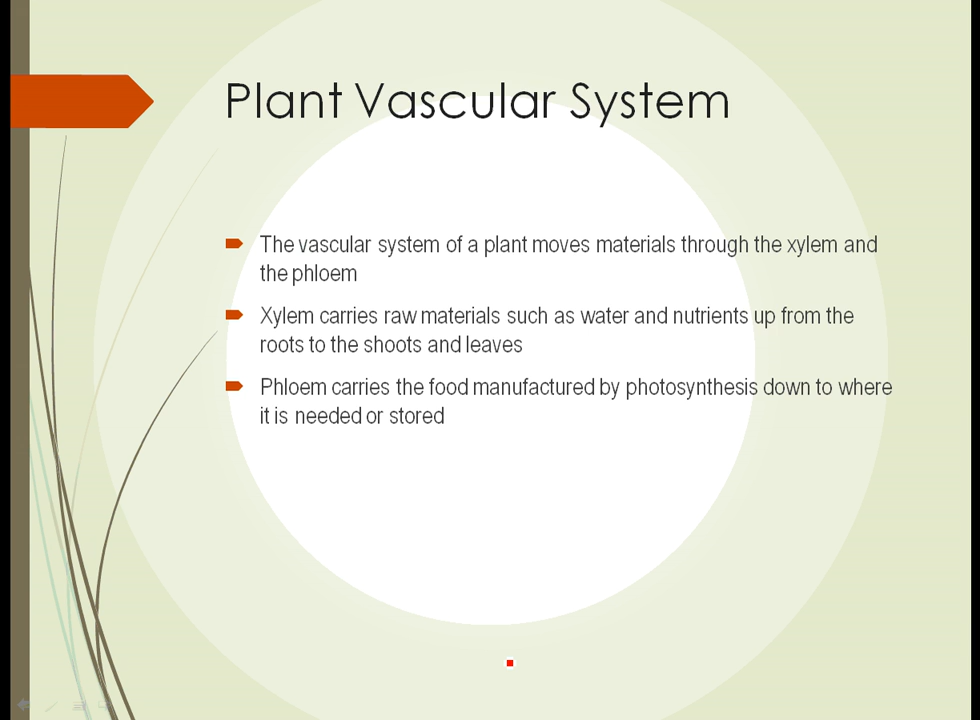 Plant Vascular System
The vascular system of a plant moves materials through the xylem and
the phloem
Xylem carries raw materials such as water and nutrients up from the
roots to the shoots and leaves
Phloem carries the food manufactured by photosynthesis down to where
it is needed or stored